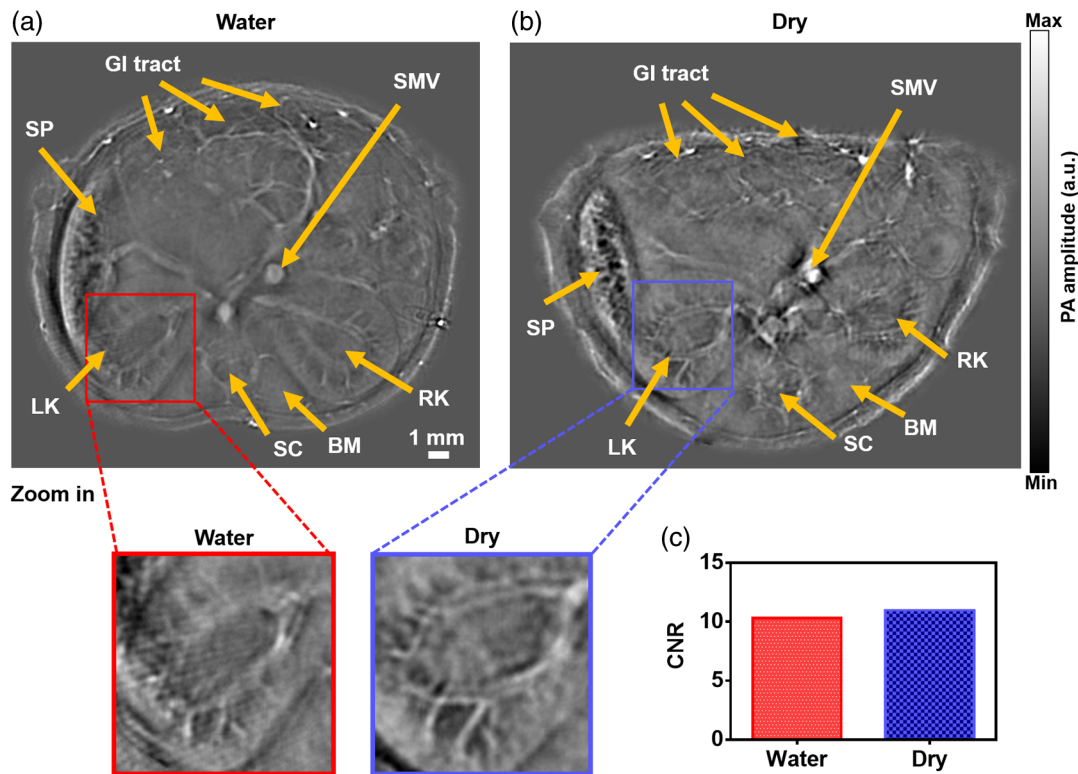 (a)
Water
GI tract
SMV
SP
LK
SC
BM
RK
1 mm
(b)
Dry
GI tract
SMV
SP
LK
SC
BM
RK
Max
PA amplitude (a.u.)
Min
Zoom in
Water
Dry
(c)
15
10
5
0
CNR
Water
Dry